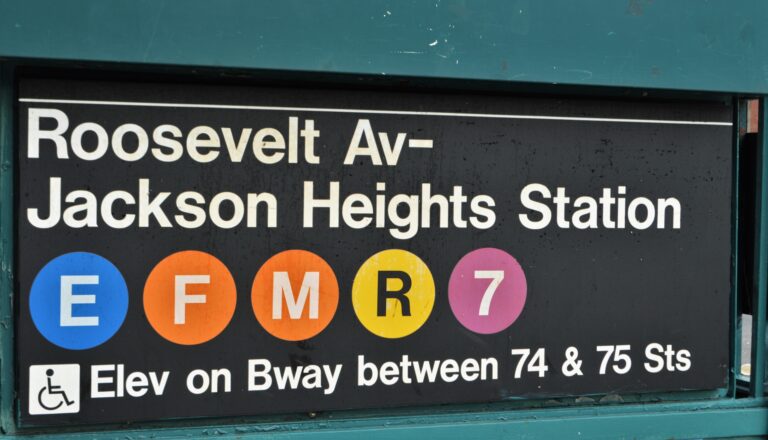 Roosevelt Av-
Jackson Heights Station
E F M R 7
Elev on Bway between 74 & 75 Sts